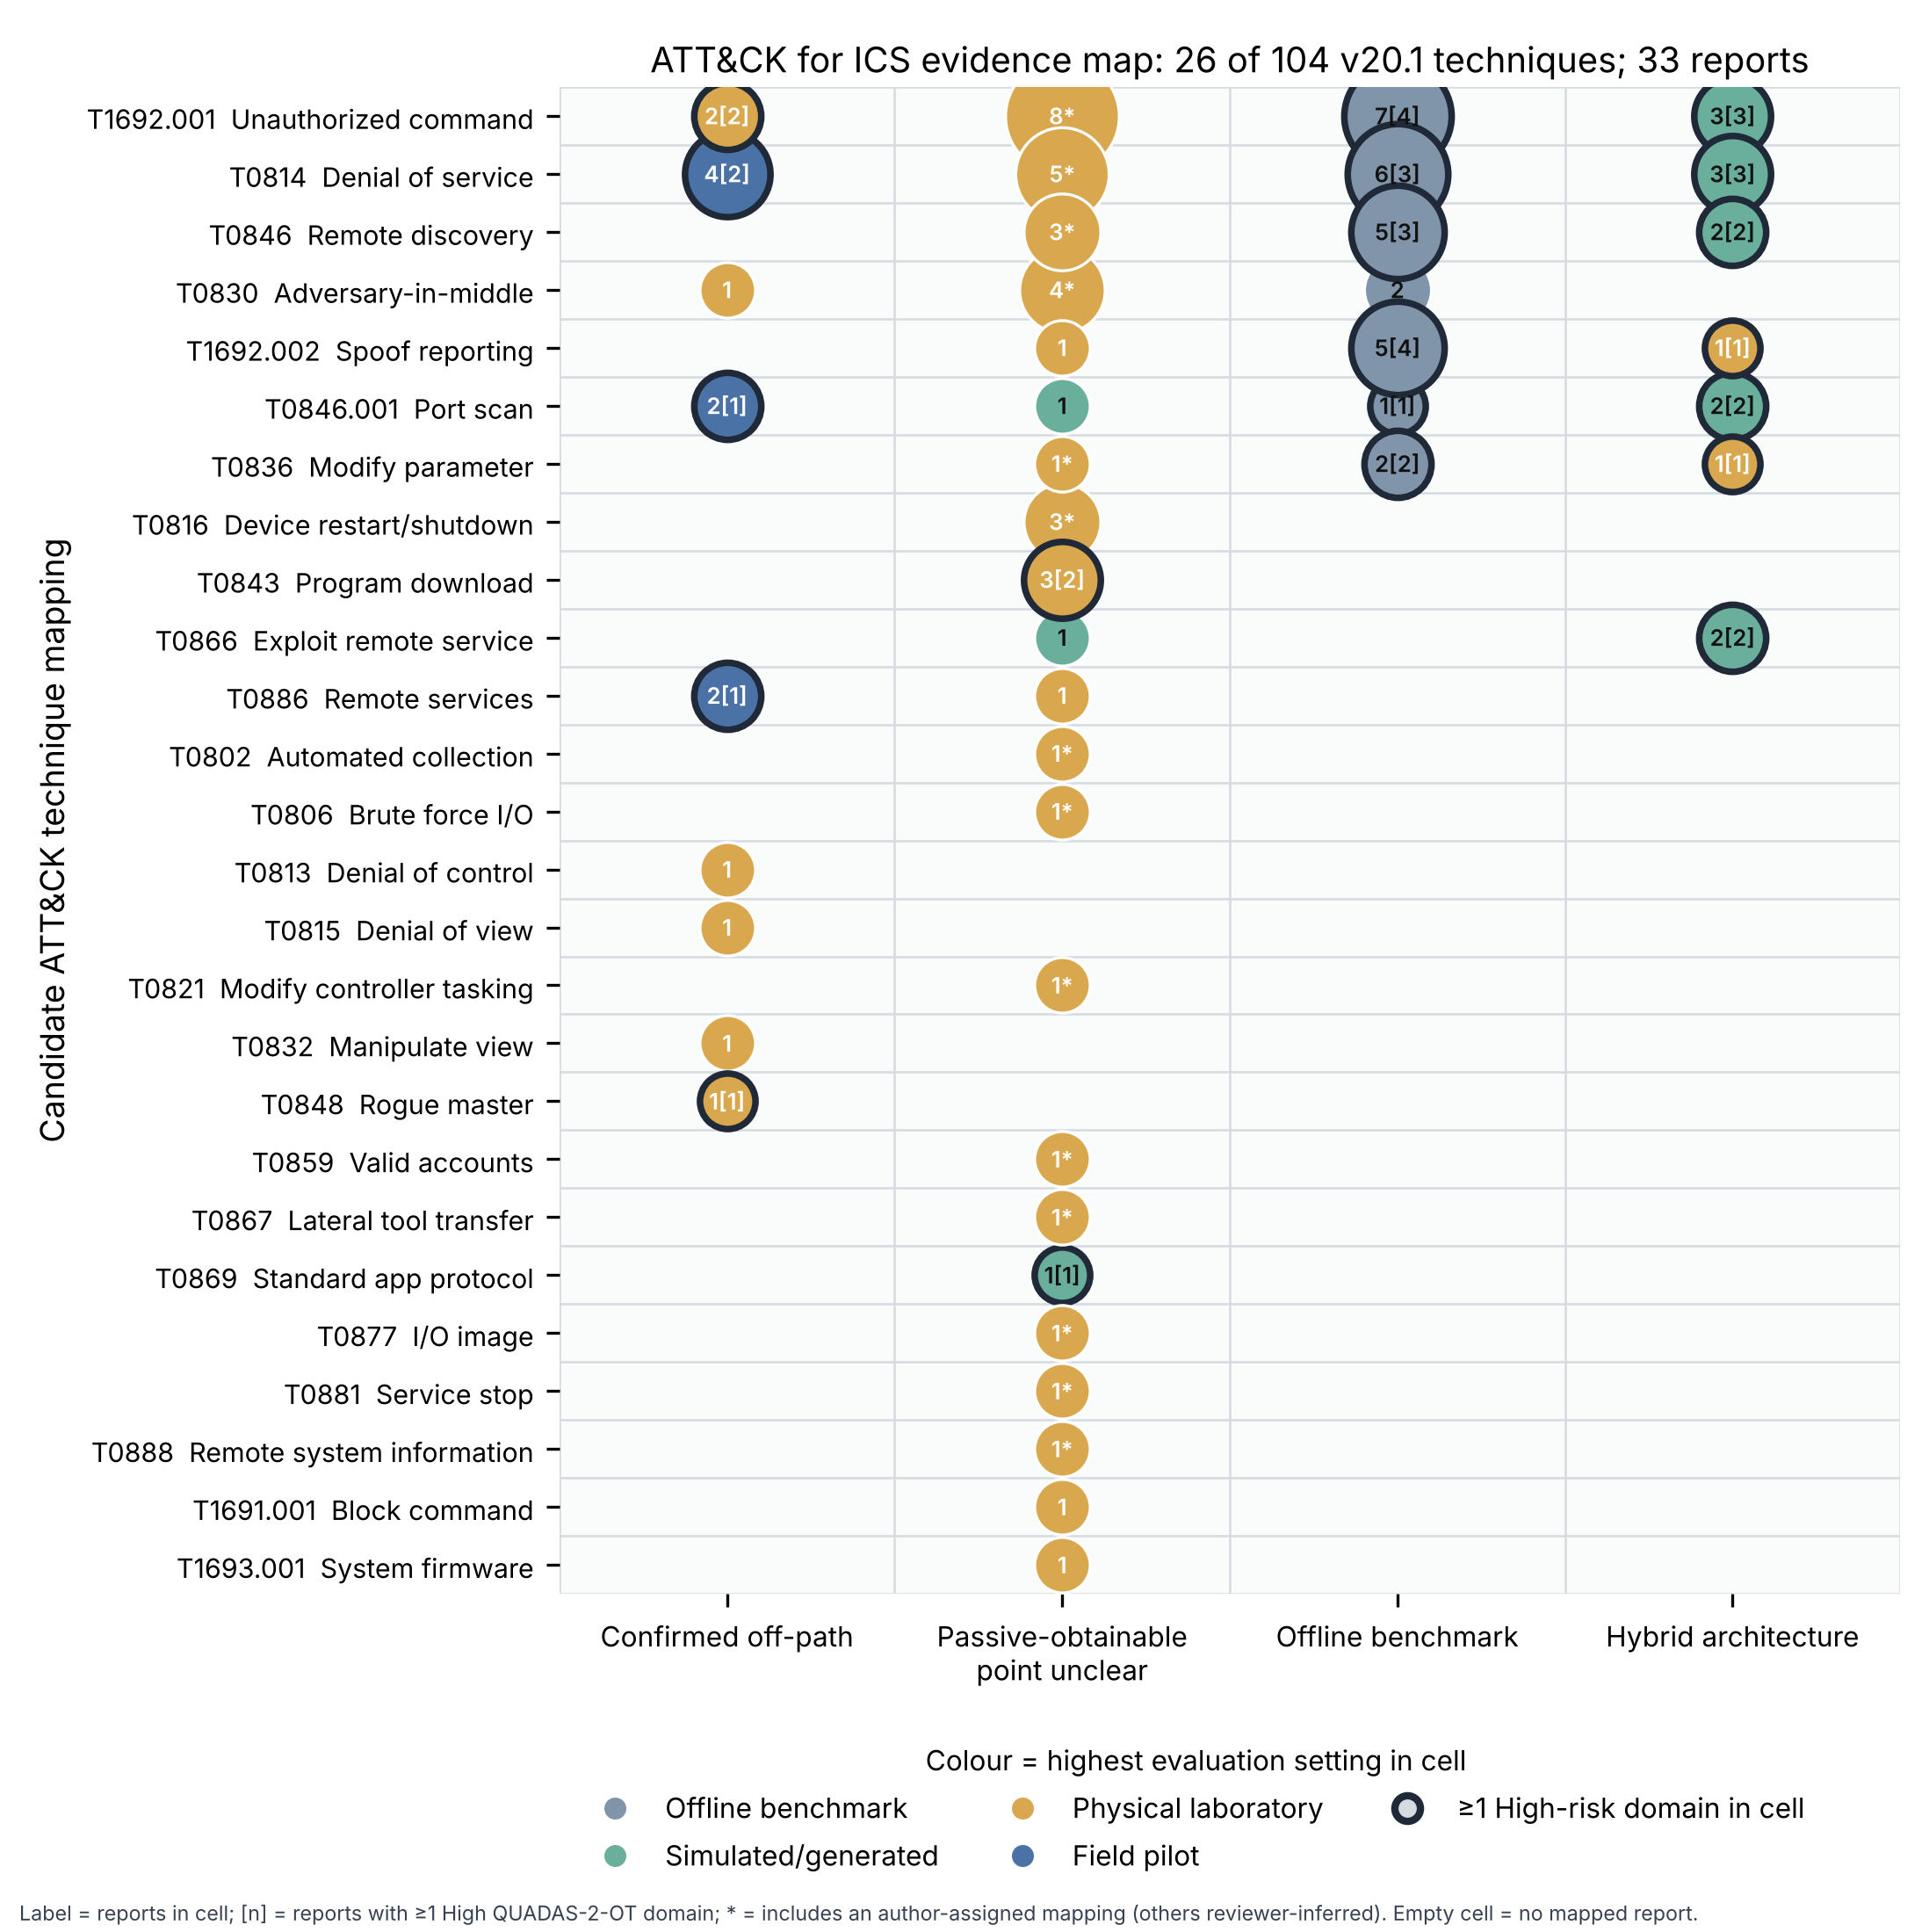 ATT&CK for ICS evidence map: 26 of 104 v20.1 techniques; 33 reports
Candidate ATT&CK technique mapping
T1692.001 Unauthorized command 2[2] 8* 7[4] 3[3]
T0814 Denial of service 4[2] 5* 6[3] 3[3]
T0846 Remote discovery 3* 5[3] 2[2]
T0830 Adversary-in-middle 1 4* 2
T1692.002 Spoof reporting 1 5[4] 1[1]
T0846.001 Port scan 2[1] 1 1[1] 2[2]
T0836 Modify parameter 1* 2[2] 1[1]
T0816 Device restart/shutdown 3*
T0843 Program download 3[2]
T0866 Exploit remote service 1 2[2]
T0886 Remote services 2[1] 1
T0802 Automated collection 1*
T0806 Brute force I/O 1*
T0813 Denial of control 1
T0815 Denial of view 1
T0821 Modify controller tasking 1*
T0832 Manipulate view 1
T0848 Rogue master 1[1]
T0859 Valid accounts 1*
T0867 Lateral tool transfer 1*
T0869 Standard app protocol 1[1]
T0877 I/O image 1*
T0881 Service stop 1*
T0888 Remote system information 1*
T1691.001 Block command 1
T1693.001 System firmware 1
Confirmed off-path Passive-obtainable Offline benchmark Hybrid architecture
point unclear
Colour = highest evaluation setting in cell
Offline benchmark Physical laboratory ≥1 High-risk domain in cell
Simulated/generated Field pilot
Label = reports in cell; [n] = reports with ≥1 High QUADAS-2-OT domain; * = includes an author-assigned mapping (others reviewer-inferred). Empty cell = no mapped report.